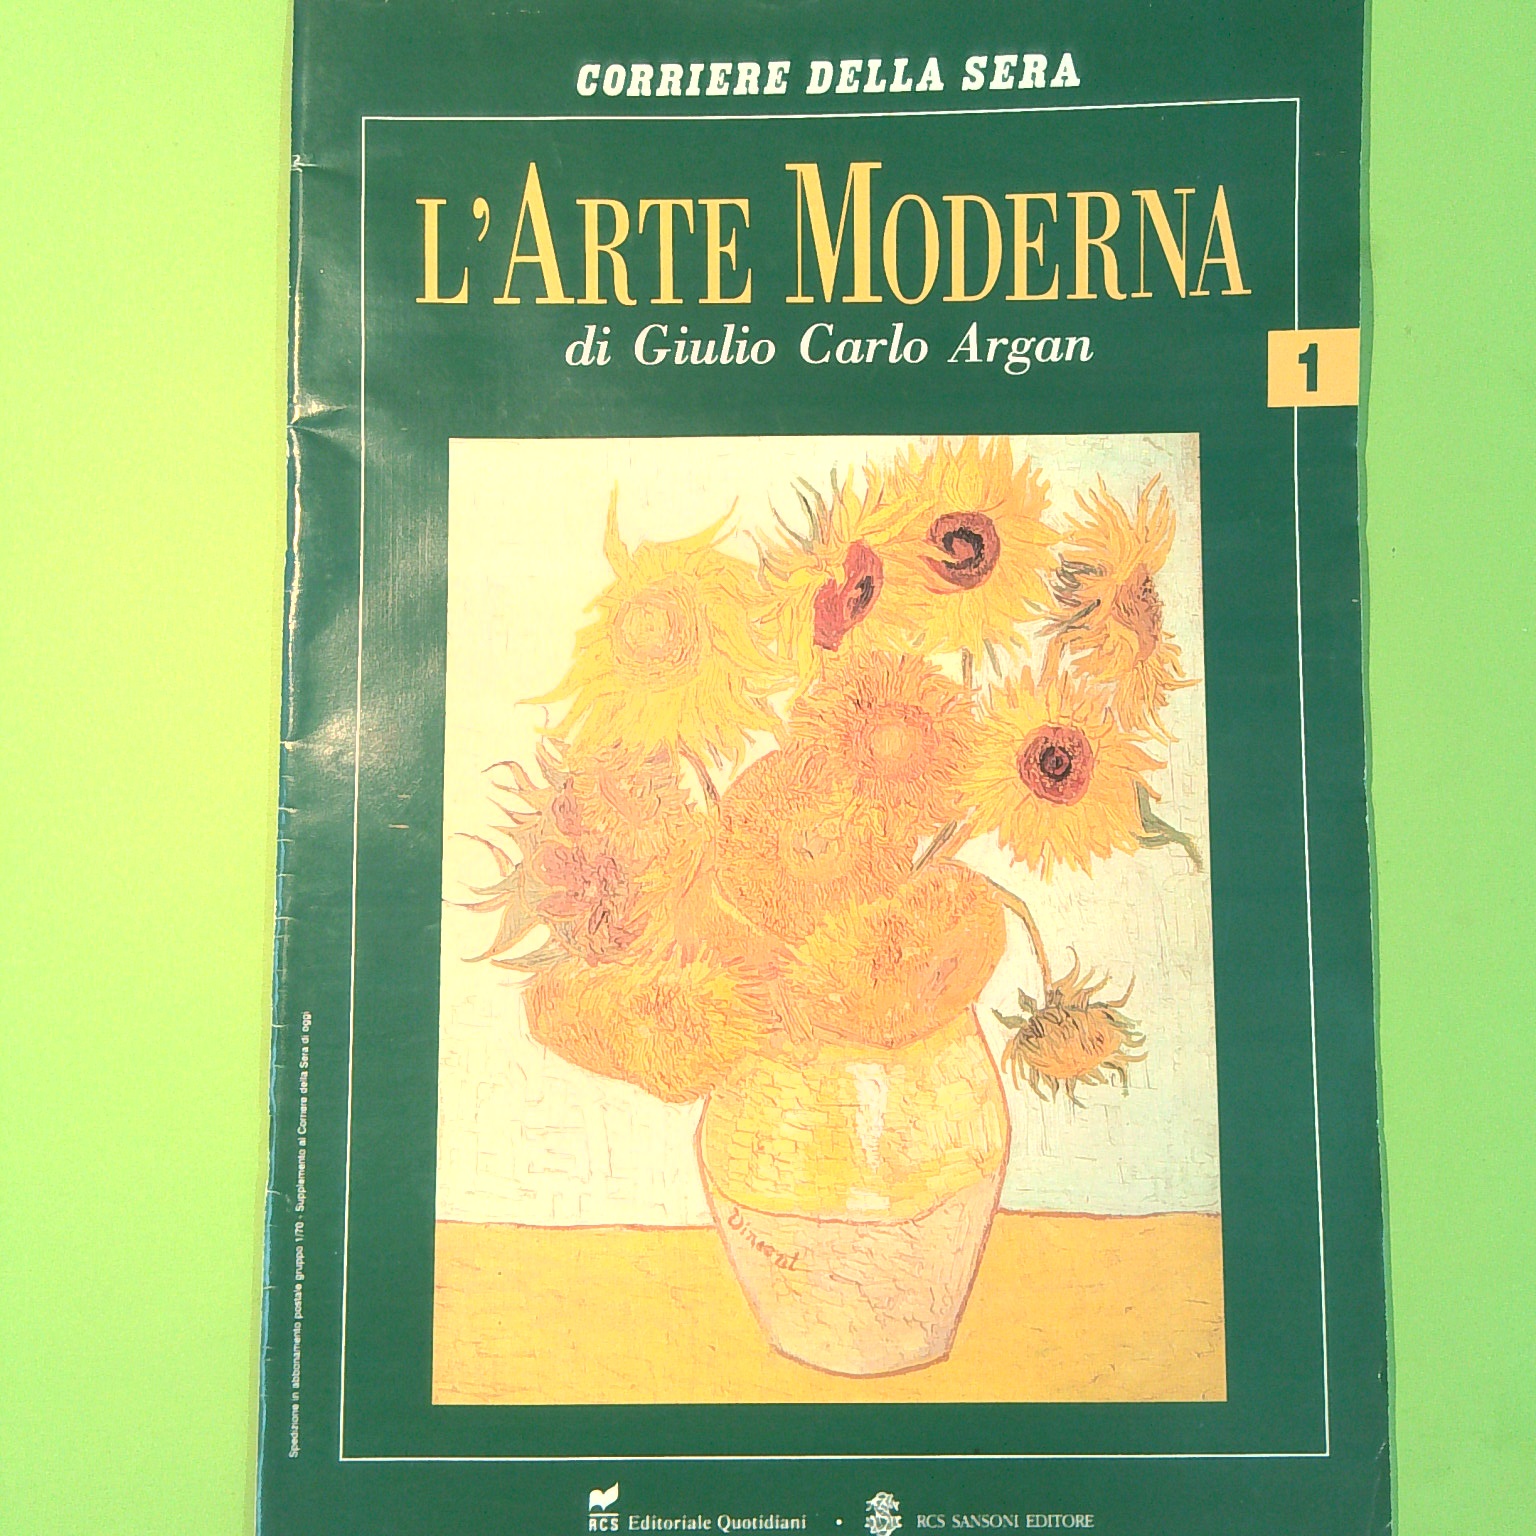 CORRIERE DELLA SERA
L'ARTE MODERNA
di Giulio Carlo Argan
1
Vincent
Spedizione in abbonamento postale gruppo 1/70 - Supplemento al Corriere della Sera di oggi
RCS Editoriale Quotidiani • RCS SANSONI EDITORE